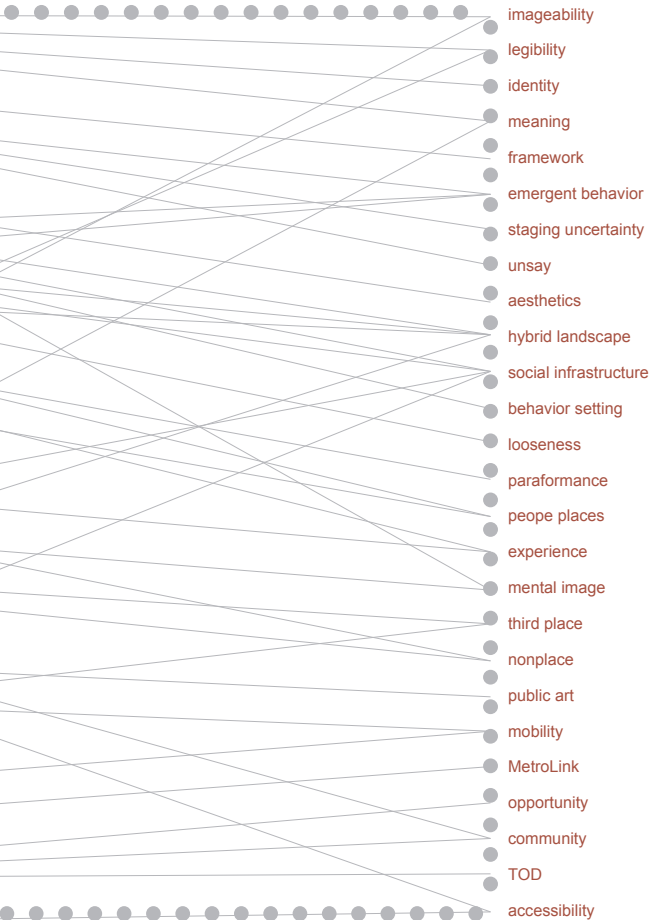 imageability
legibility
identity
meaning
framework
emergent behavior
staging uncertainty
unsay
aesthetics
hybrid landscape
social infrastructure
behavior setting
looseness
paraformance
peope places
experience
mental image
third place
nonplace
public art
mobility
MetroLink
opportunity
community
TOD
accessibility